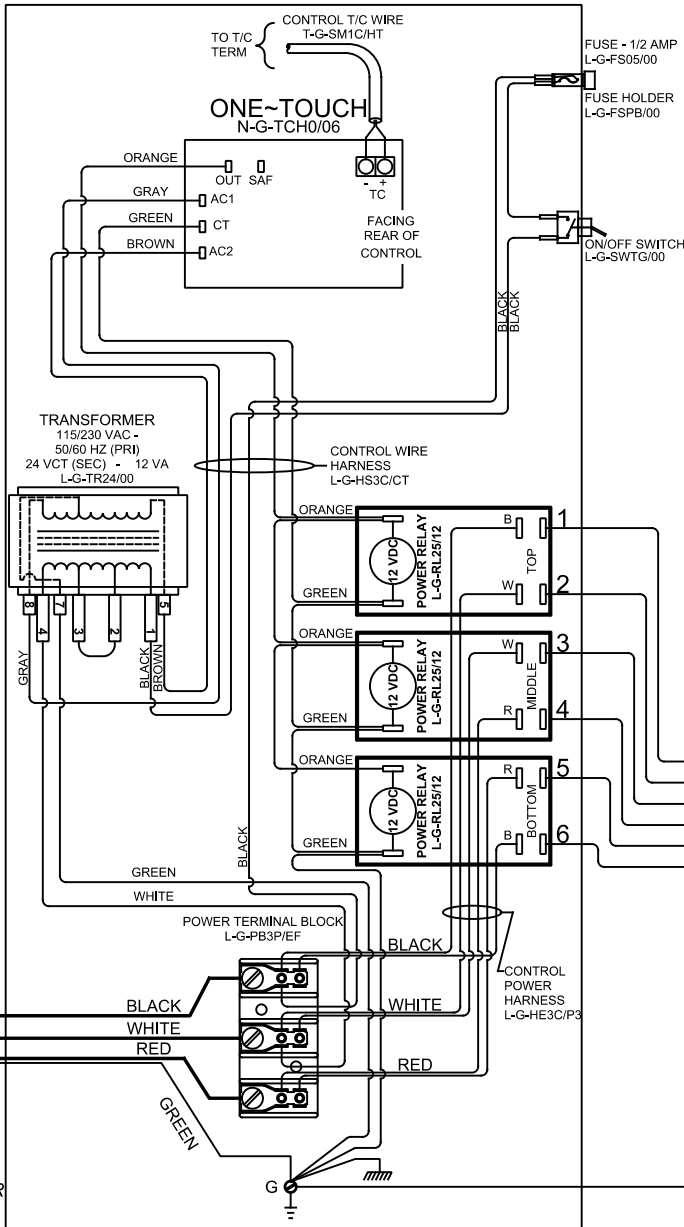 CONTROL T/C WIRE
T-G-SM1C/HT
TO T/C
TERM
FUSE - 1/2 AMP
L-G-FS05/00
FUSE HOLDER
L-G-FSPB/00
ONE~TOUCH
N-G-TCH0/06
ORANGE
OUT SAF
- +
TC
GRAY
AC1
GREEN
CT
BROWN
AC2
FACING
REAR OF
CONTROL
ON/OFF SWITCH
L-G-SWTG/00
BLACK
BLACK
TRANSFORMER
115/230 VAC -
50/60 HZ (PRI)
24 VCT (SEC) - 12 VA
L-G-TR24/00
CONTROL WIRE
HARNESS
L-G-HS3C/CT
8
4
7
3
2
1
5
GRAY
BLACK
BROWN
ORANGE
GREEN
12 VDC
POWER RELAY
L-G-RL25/12
B
W
TOP
1
2
ORANGE
GREEN
12 VDC
POWER RELAY
L-G-RL25/12
W
R
MIDDLE
3
4
ORANGE
GREEN
12 VDC
POWER RELAY
L-G-RL25/12
R
B
BOTTOM
5
6
BLACK
GREEN
WHITE
POWER TERMINAL BLOCK
L-G-PB3P/EF
BLACK
WHITE
RED
CONTROL
POWER
HARNESS
L-G-HE3C/P3
BLACK
WHITE
RED
GREEN
G
R